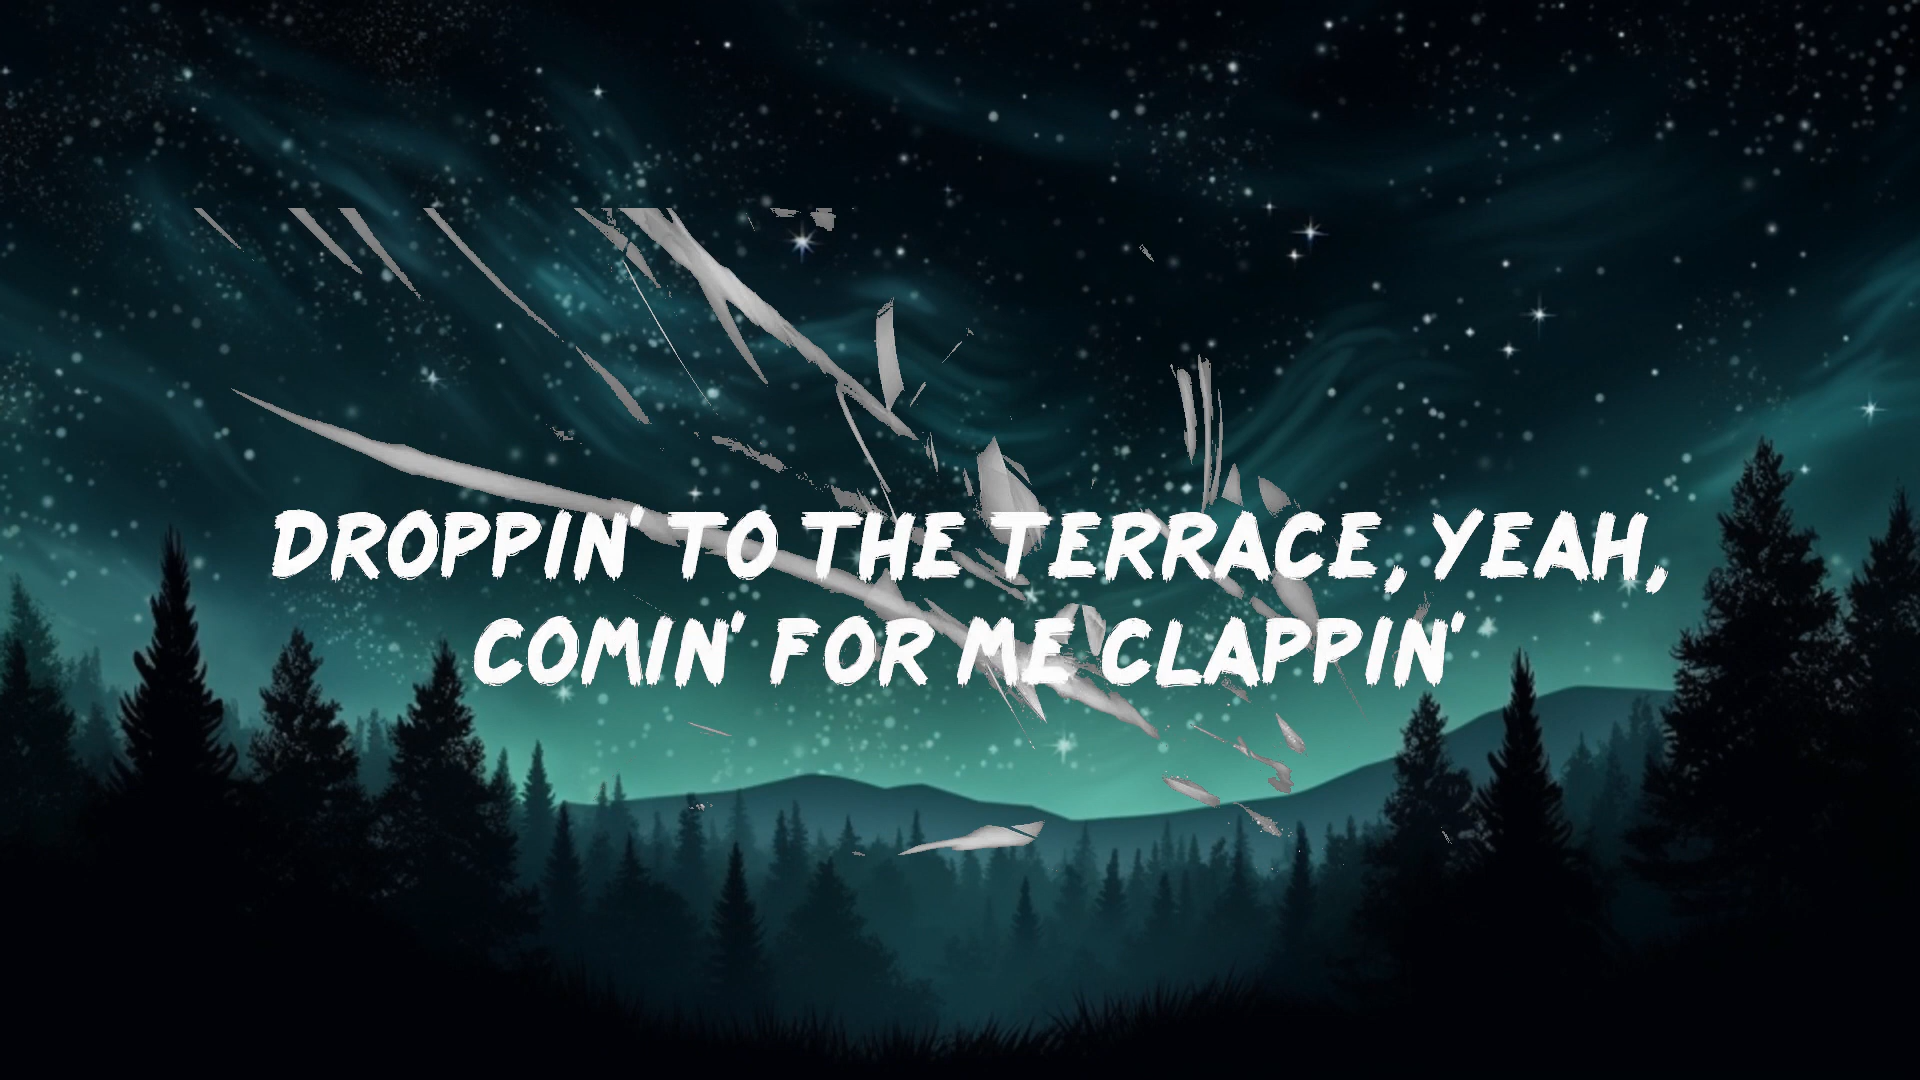 DROPPIN' TO THE TERRACE, YEAH,
COMIN' FOR ME CLAPPIN'